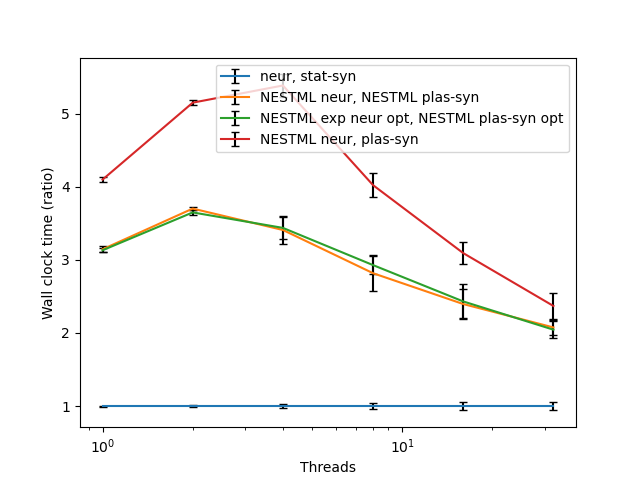 neur, stat-syn
NESTML neur, NESTML plas-syn
NESTML exp neur opt, NESTML plas-syn opt
NESTML neur, plas-syn
5
4
3
2
1
Wall clock time (ratio)
10⁰ 10¹
Threads